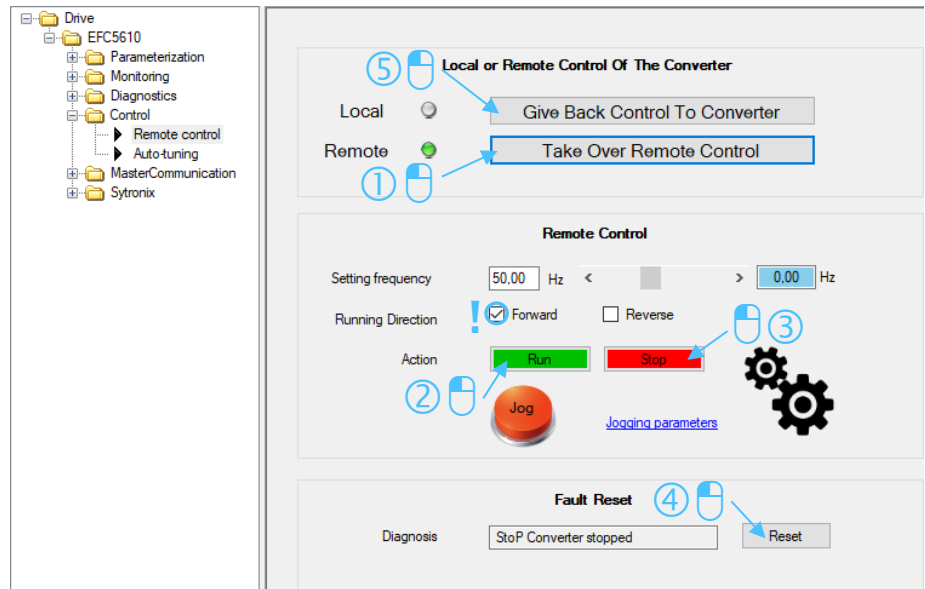 Drive
EFC5610
Parameterization
Monitoring
Diagnostics
Control
Remote control
Auto-tuning
MasterCommunication
Sytronix
Local or Remote Control Of The Converter
⑤
Local Give Back Control To Converter
Remote Take Over Remote Control
①
Remote Control
Setting frequency 50,00 Hz < > 0,00 Hz
Running Direction ! Forward Reverse
③
Action Run Stop
②
Jog
Jogging parameters
Fault Reset
④
Diagnosis StoP Converter stopped Reset